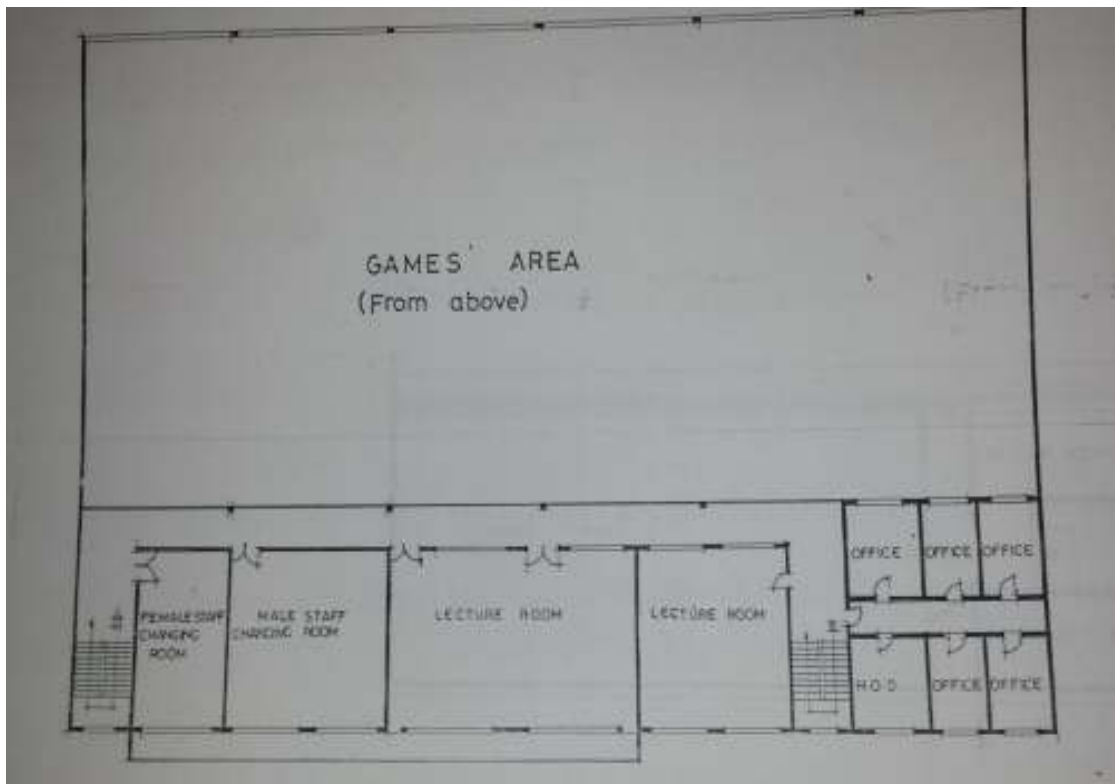 GAMES' AREA
(From above)
OFFICE
OFFICE
OFFICE
FEMALE STAFF
CHANGING
ROOM
MALE STAFF
CHANGING ROOM
LECTURE ROOM
LECTURE ROOM
H.O.D
OFFICE
OFFICE